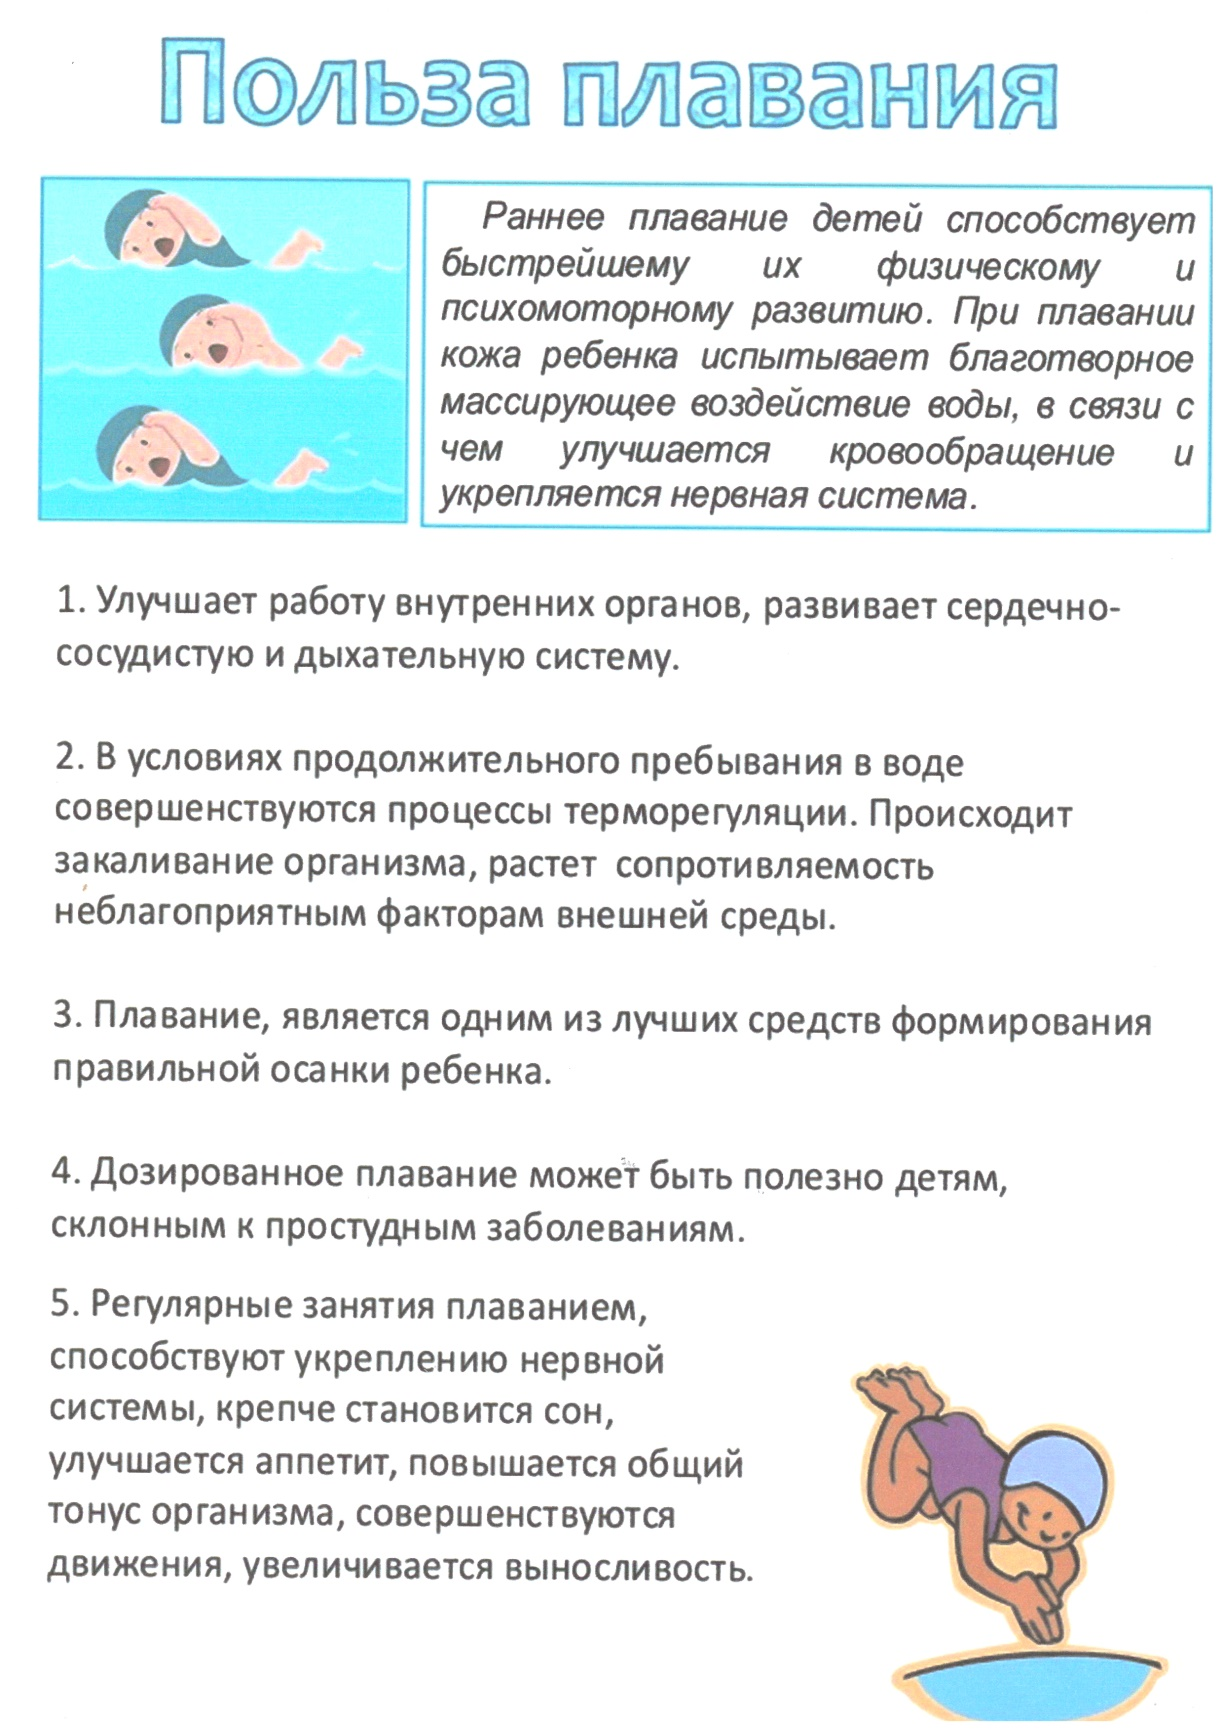 Польза плавания
Раннее плавание детей способствует
быстрейшему их физическому и
психомоторному развитию. При плавании
кожа ребенка испытывает благотворное
массирующее воздействие воды, в связи с
чем улучшается кровообращение и
укрепляется нервная система.
1. Улучшает работу внутренних органов, развивает сердечно-
сосудистую и дыхательную систему.
2. В условиях продолжительного пребывания в воде
совершенствуются процессы терморегуляции. Происходит
закаливание организма, растет сопротивляемость
неблагоприятным факторам внешней среды.
3. Плавание, является одним из лучших средств формирования
правильной осанки ребенка.
4. Дозированное плавание может быть полезно детям,
склонным к простудным заболеваниям.
5. Регулярные занятия плаванием,
способствуют укреплению нервной
системы, крепче становится сон,
улучшается аппетит, повышается общий
тонус организма, совершенствуются
движения, увеличивается выносливость.